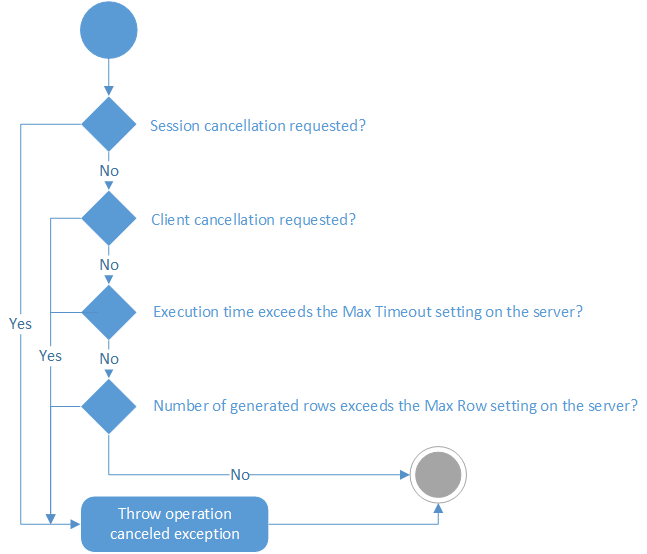 Session cancellation requested?
No
Client cancellation requested?
No
Execution time exceeds the Max Timeout setting on the server?
Yes
Yes
No
Number of generated rows exceeds the Max Row setting on the server?
No
Throw operation
canceled exception